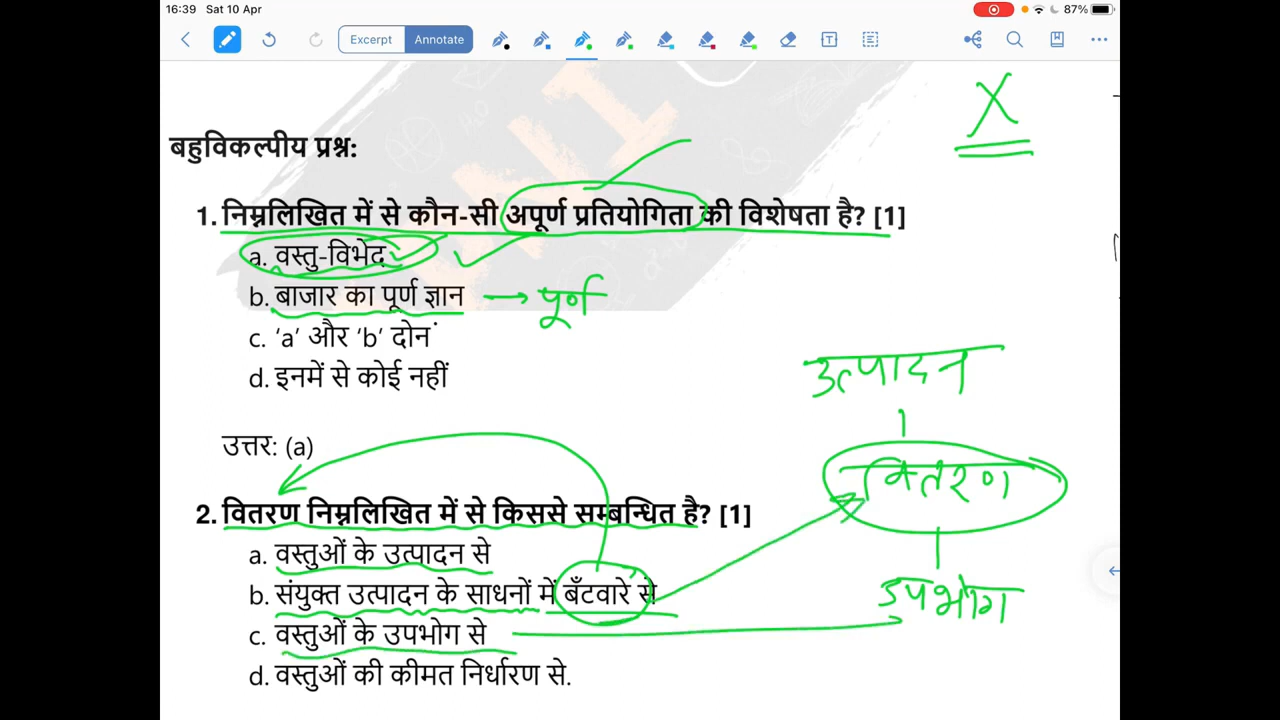 16:39 Sat 10 Apr 87%
Excerpt Annotate
X
बहुविकल्पीय प्रश्न:
1. निम्नलिखित में से कौन-सी अपूर्ण प्रतियोगिता की विशेषता है? [1]
a. वस्तु-विभेद
b. बाजार का पूर्ण ज्ञान → पूर्ण
c. ‘a’ और ‘b’ दोनं
d. इनमें से कोई नहीं
उत्पादन
उत्तर: (a)
वितरण
2. वितरण निम्नलिखित में से किससे सम्बन्धित है? [1]
a. वस्तुओं के उत्पादन से
b. संयुक्त उत्पादन के साधनों में बँटवारे से
उपभोग
c. वस्तुओं के उपभोग से
d. वस्तुओं की कीमत निर्धारण से.